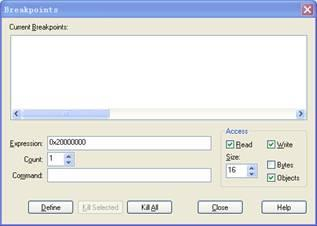 Breakpoints
Current Breakpoints:
Access
Expression: 0x20000000
Read Write
Count: 1
Size:
Bytes
16
Command:
Objects
Define Kill Selected Kill All Close Help